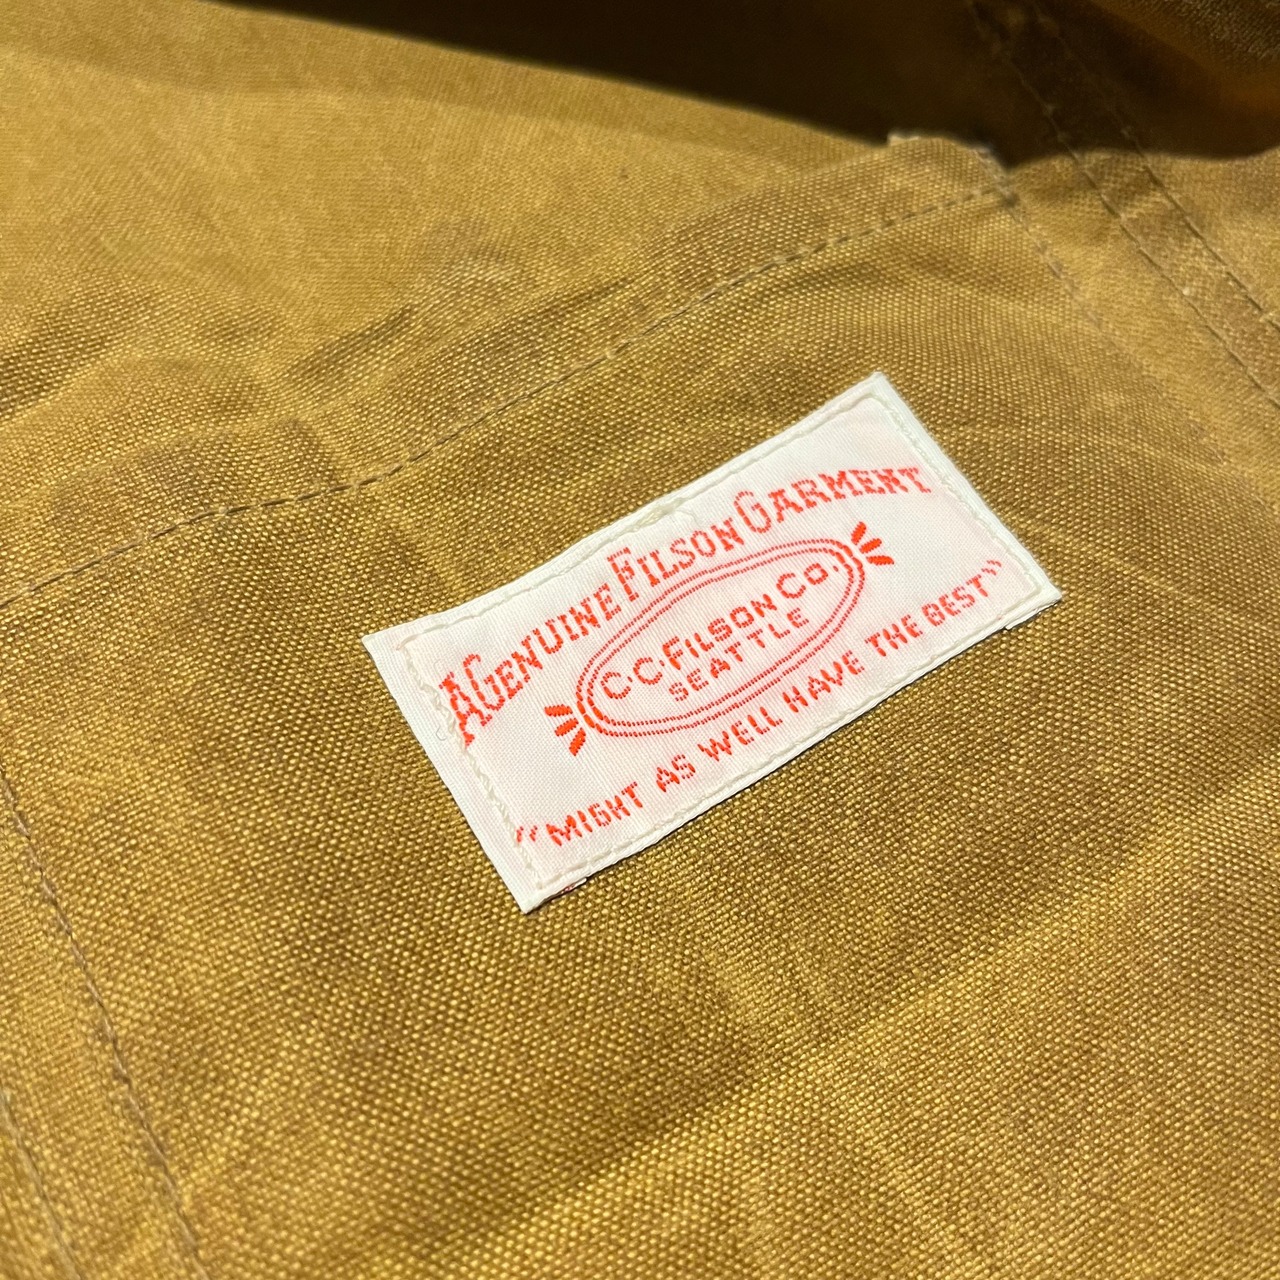 A GENUINE FILSON GARMENT
C.C. FILSON CO.
SEATTLE
"MIGHT AS WELL HAVE THE BEST"